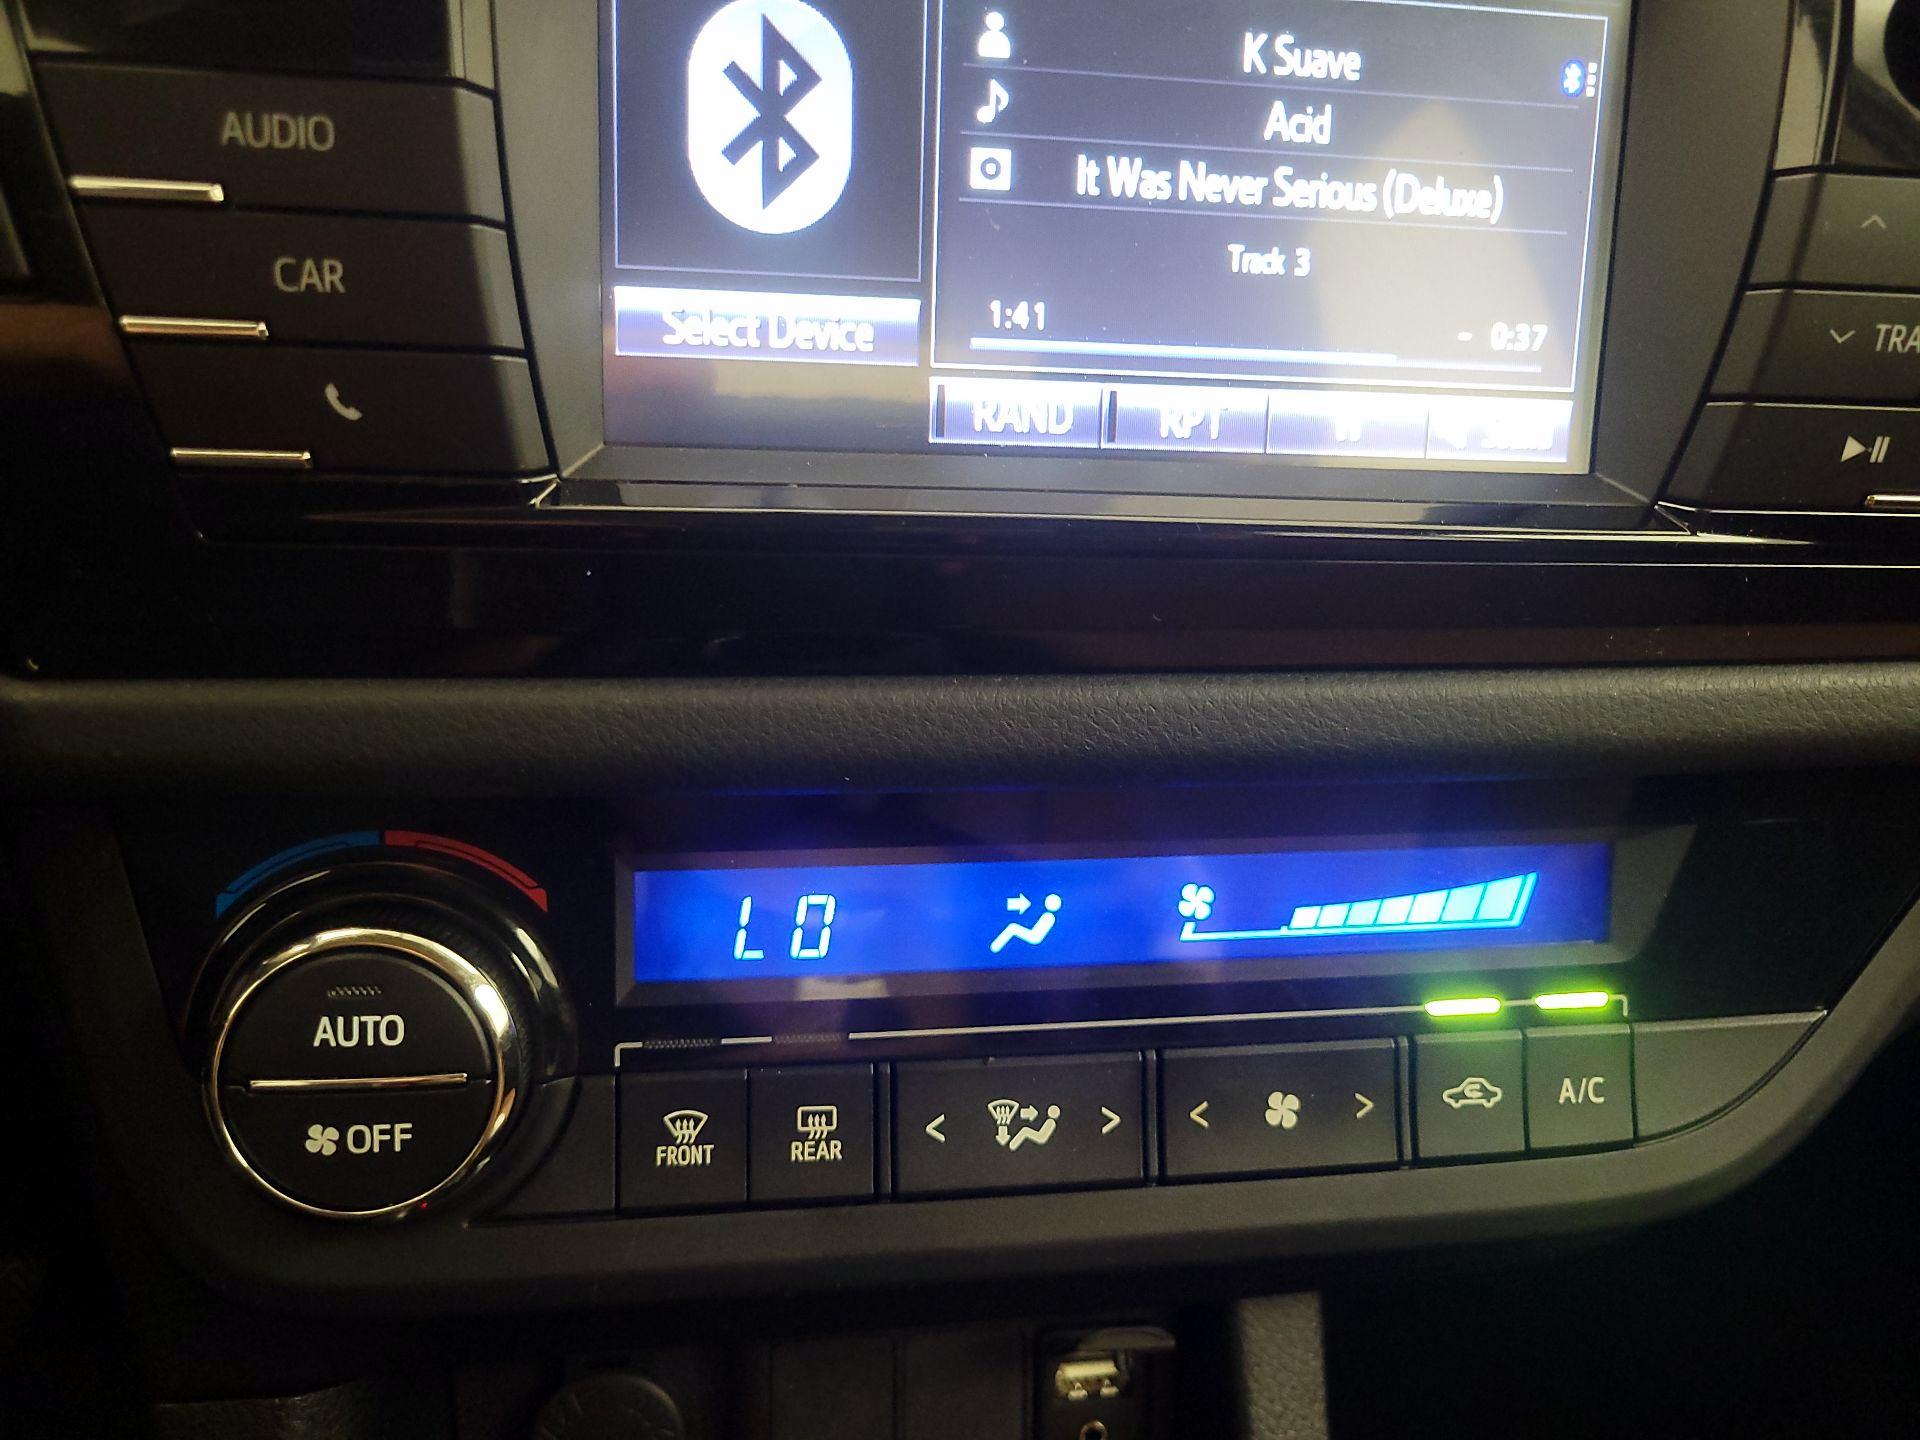 K Suave
AUDIO
Acid
It Was Never Serious (Deluxe)
CAR
Track 3
1:41
- 0:37
Select Device
RAND
RPT
LO
AUTO
OFF
FRONT
REAR
A/C